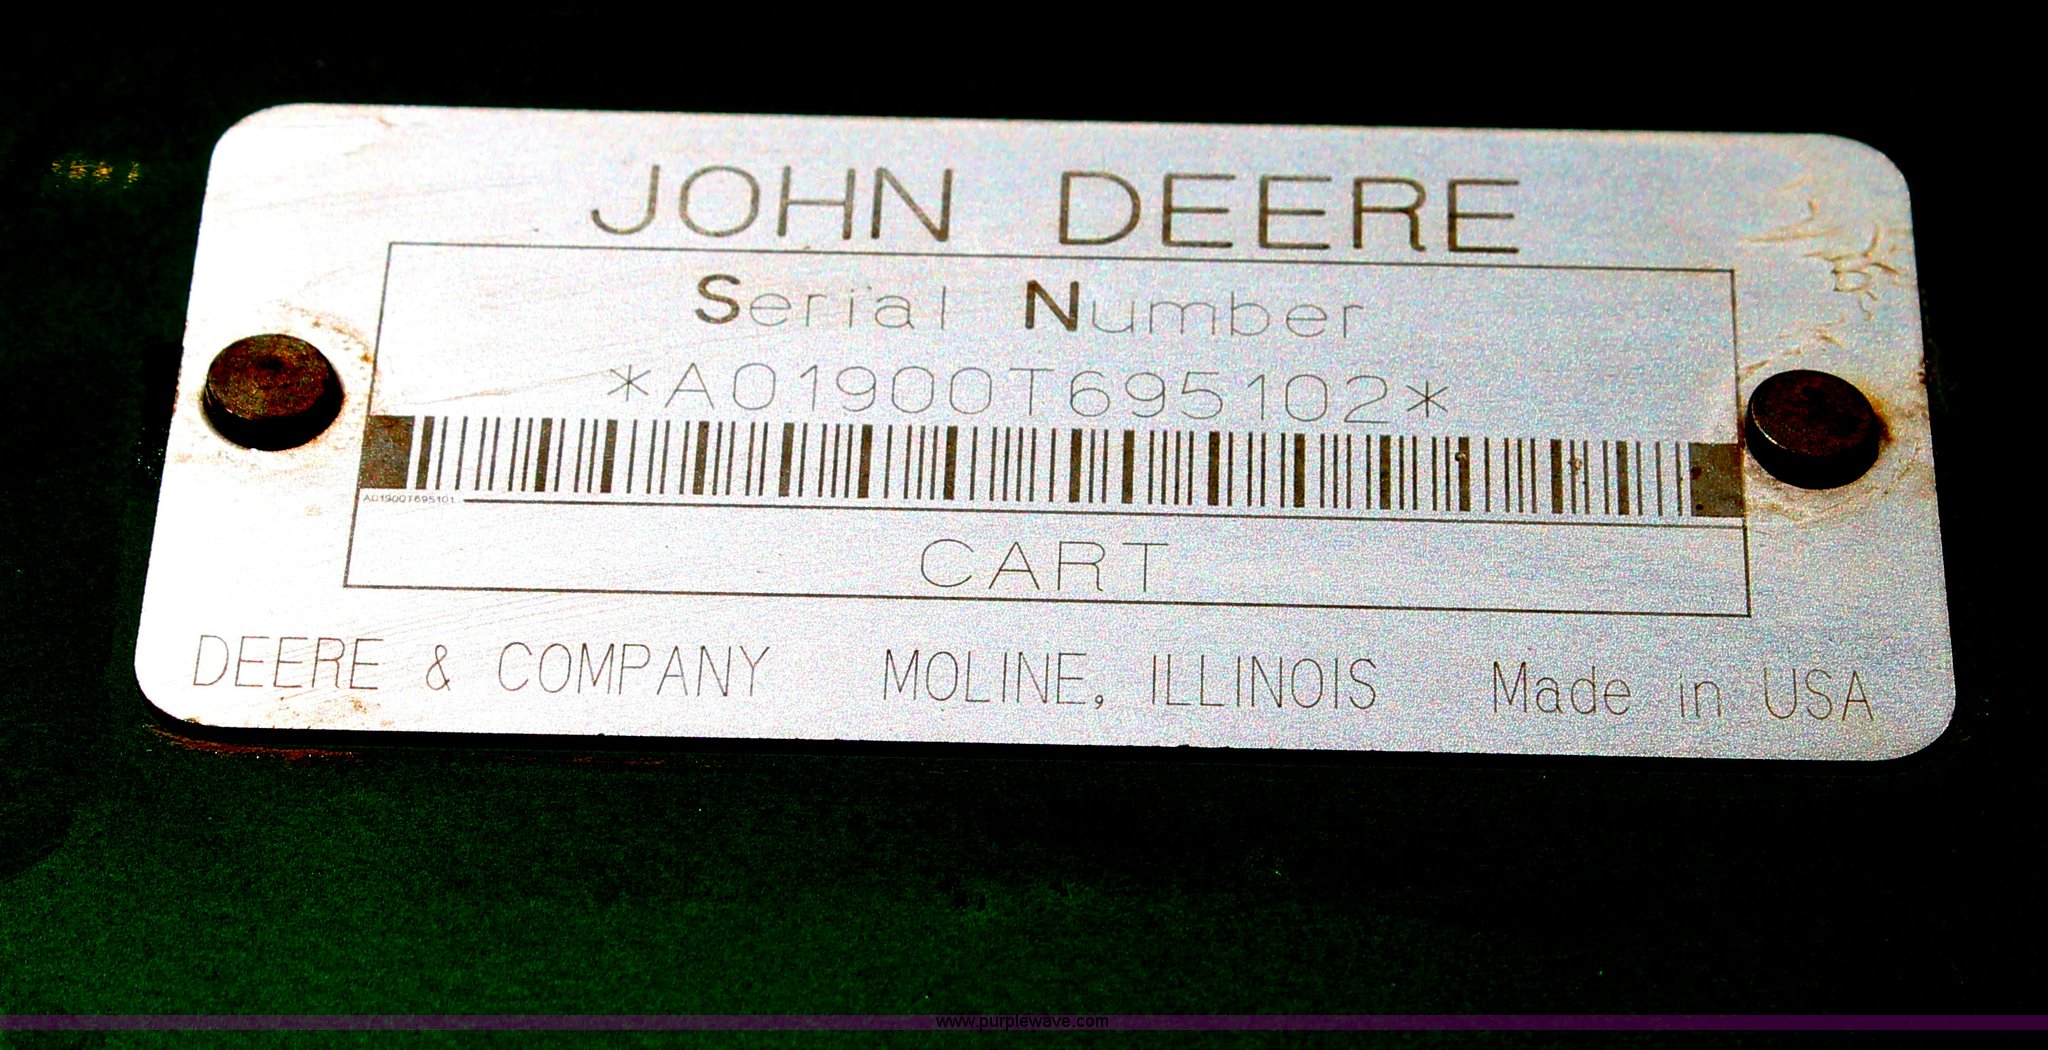 JOHN DEERE
Serial Number
*A01900T695102*
A01900T695101
CART
DEERE & COMPANY MOLINE, ILLINOIS Made in USA
www.purplewave.com